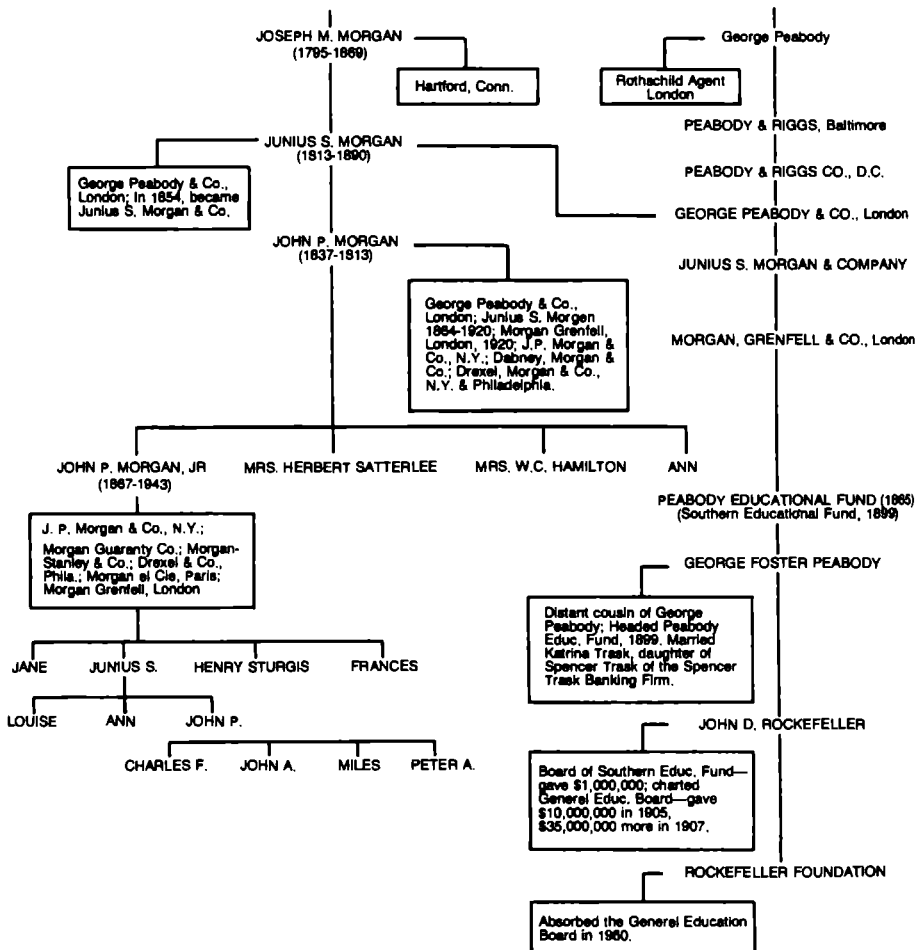 JOSEPH M. MORGAN
(1795-1869)
Hartford, Conn.
George Peabody
Rothschild Agent
London
PEABODY & RIGGS, Baltimore
JUNIUS S. MORGAN
(1813-1890)
George Peabody & Co.,
London; In 1854, became
Junius S. Morgan & Co.
PEABODY & RIGGS CO., D.C.
GEORGE PEABODY & CO., London
JOHN P. MORGAN
(1837-1913)
JUNIUS S. MORGAN & COMPANY
George Peabody & Co.,
London; Junius S. Morgen
1864-1920; Morgan Grenfell,
London, 1920; J.P. Morgan &
Co., N.Y.; Dabney, Morgan &
Co.; Drexel, Morgan & Co.,
N.Y. & Philadelphia.
MORGAN, GRENFELL & CO., London
JOHN P. MORGAN, JR
(1867-1943)
MRS. HERBERT SATTERLEE
MRS. W.C. HAMILTON
ANN
J. P. Morgan & Co., N.Y.;
Morgan Guaranty Co.; Morgan-
Stanley & Co.; Drexel & Co.,
Phila.; Morgan el Cie, Paris;
Morgan Grenfell, London
PEABODY EDUCATIONAL FUND (1865)
(Southern Educational Fund, 1899)
GEORGE FOSTER PEABODY
Distant cousin of George
Peabody; Headed Peabody
Educ. Fund, 1899. Married
Katrina Trask, daughter of
Spencer Trask of the Spencer
Trask Banking Firm.
JANE
JUNIUS S.
HENRY STURGIS
FRANCES
LOUISE
ANN
JOHN P.
CHARLES F.
JOHN A.
MILES
PETER A.
JOHN D. ROCKEFELLER
Board of Southern Educ. Fund—
gave $1,000,000; charted
General Educ. Board—gave
$10,000,000 in 1905,
$35,000,000 more in 1907.
ROCKEFELLER FOUNDATION
Absorbed the General Education
Board in 1960.